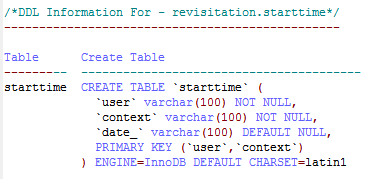 /*DDL Information For - revisitation.starttime*/
-----------------------------------------------
Table      Create Table
---------  ---------------------------------------
starttime  CREATE TABLE `starttime` (
             `user` varchar(100) NOT NULL,
             `context` varchar(100) NOT NULL,
             `date_` varchar(100) DEFAULT NULL,
             PRIMARY KEY (`user`,`context`)
           ) ENGINE=InnoDB DEFAULT CHARSET=latin1